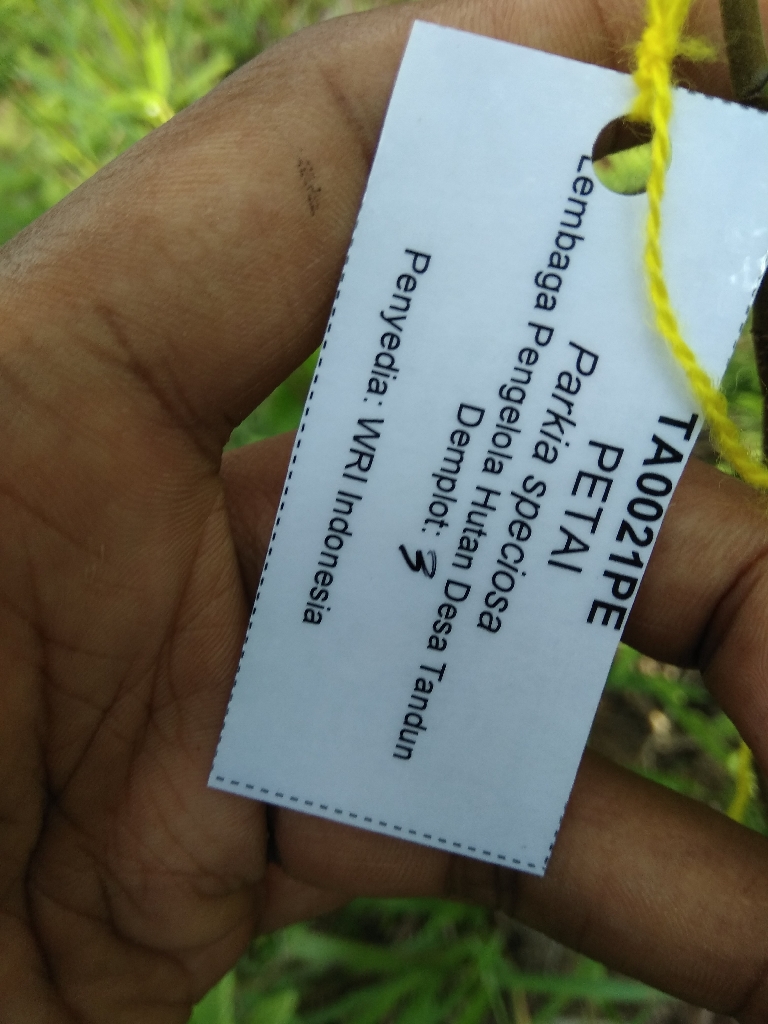 TA0021PE
PETAI
Parkia speciosa
Lembaga Pengelola Hutan Desa Tandun
Demplot: 3
Penyedia: WRI Indonesia